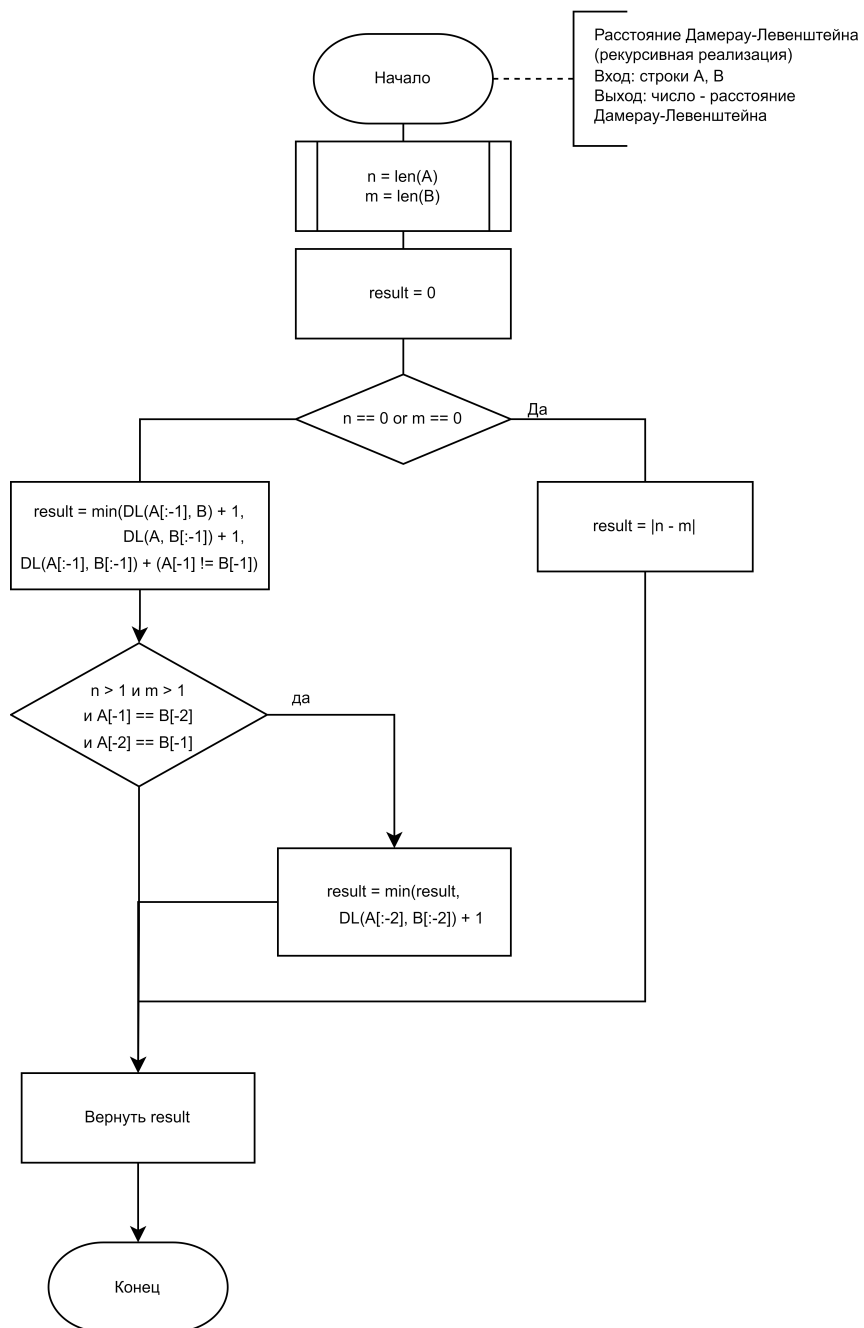 Расстояние Дамерау-Левенштейна
(рекурсивная реализация)
Вход: строки A, B
Выход: число - расстояние
Дамерау-Левенштейна
Начало
n = len(A)
m = len(B)
result = 0
n == 0 or m == 0
Да
result = min(DL(A[:-1], B) + 1,
DL(A, B[:-1]) + 1,
DL(A[:-1], B[:-1]) + (A[-1] != B[-1])
result = |n - m|
n > 1 и m > 1
и A[-1] == B[-2]
и A[-2] == B[-1]
да
result = min(result,
DL(A[:-2], B[:-2]) + 1
Вернуть result
Конец